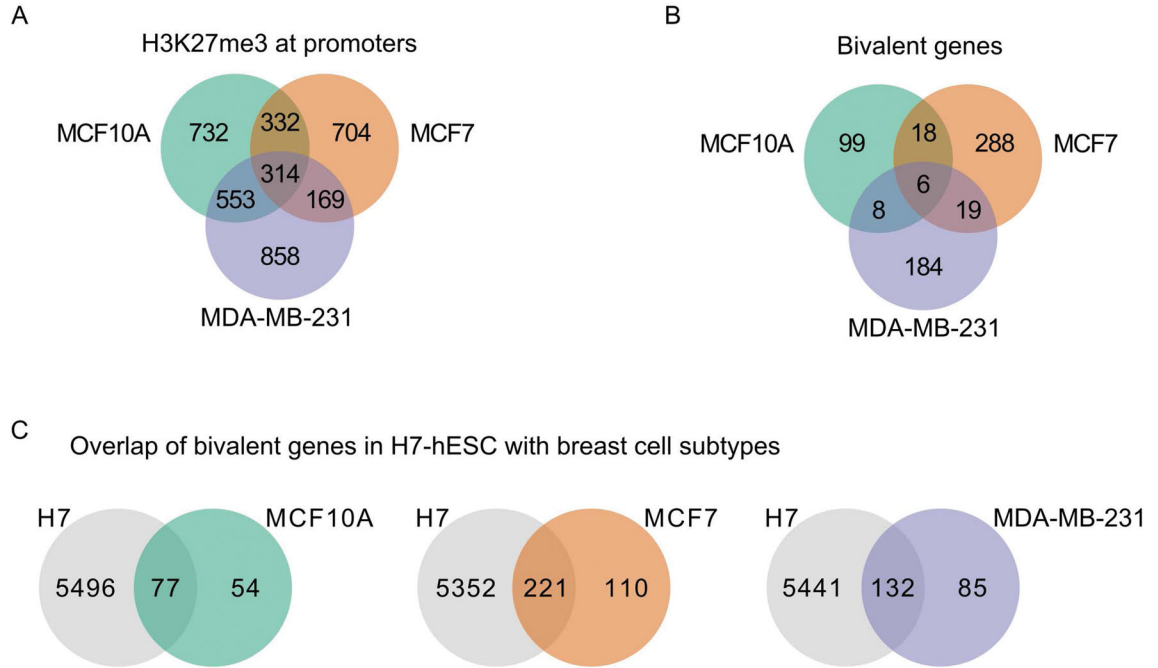 A
H3K27me3 at promoters
MCF10A
732
332
704
MCF7
314
553
169
858
MDA-MB-231
B
Bivalent genes
MCF10A
99
18
288
MCF7
6
8
19
184
MDA-MB-231
C
Overlap of bivalent genes in H7-hESC with breast cell subtypes
H7
MCF10A
5496
77
54
H7
MCF7
5352
221
110
H7
MDA-MB-231
5441
132
85